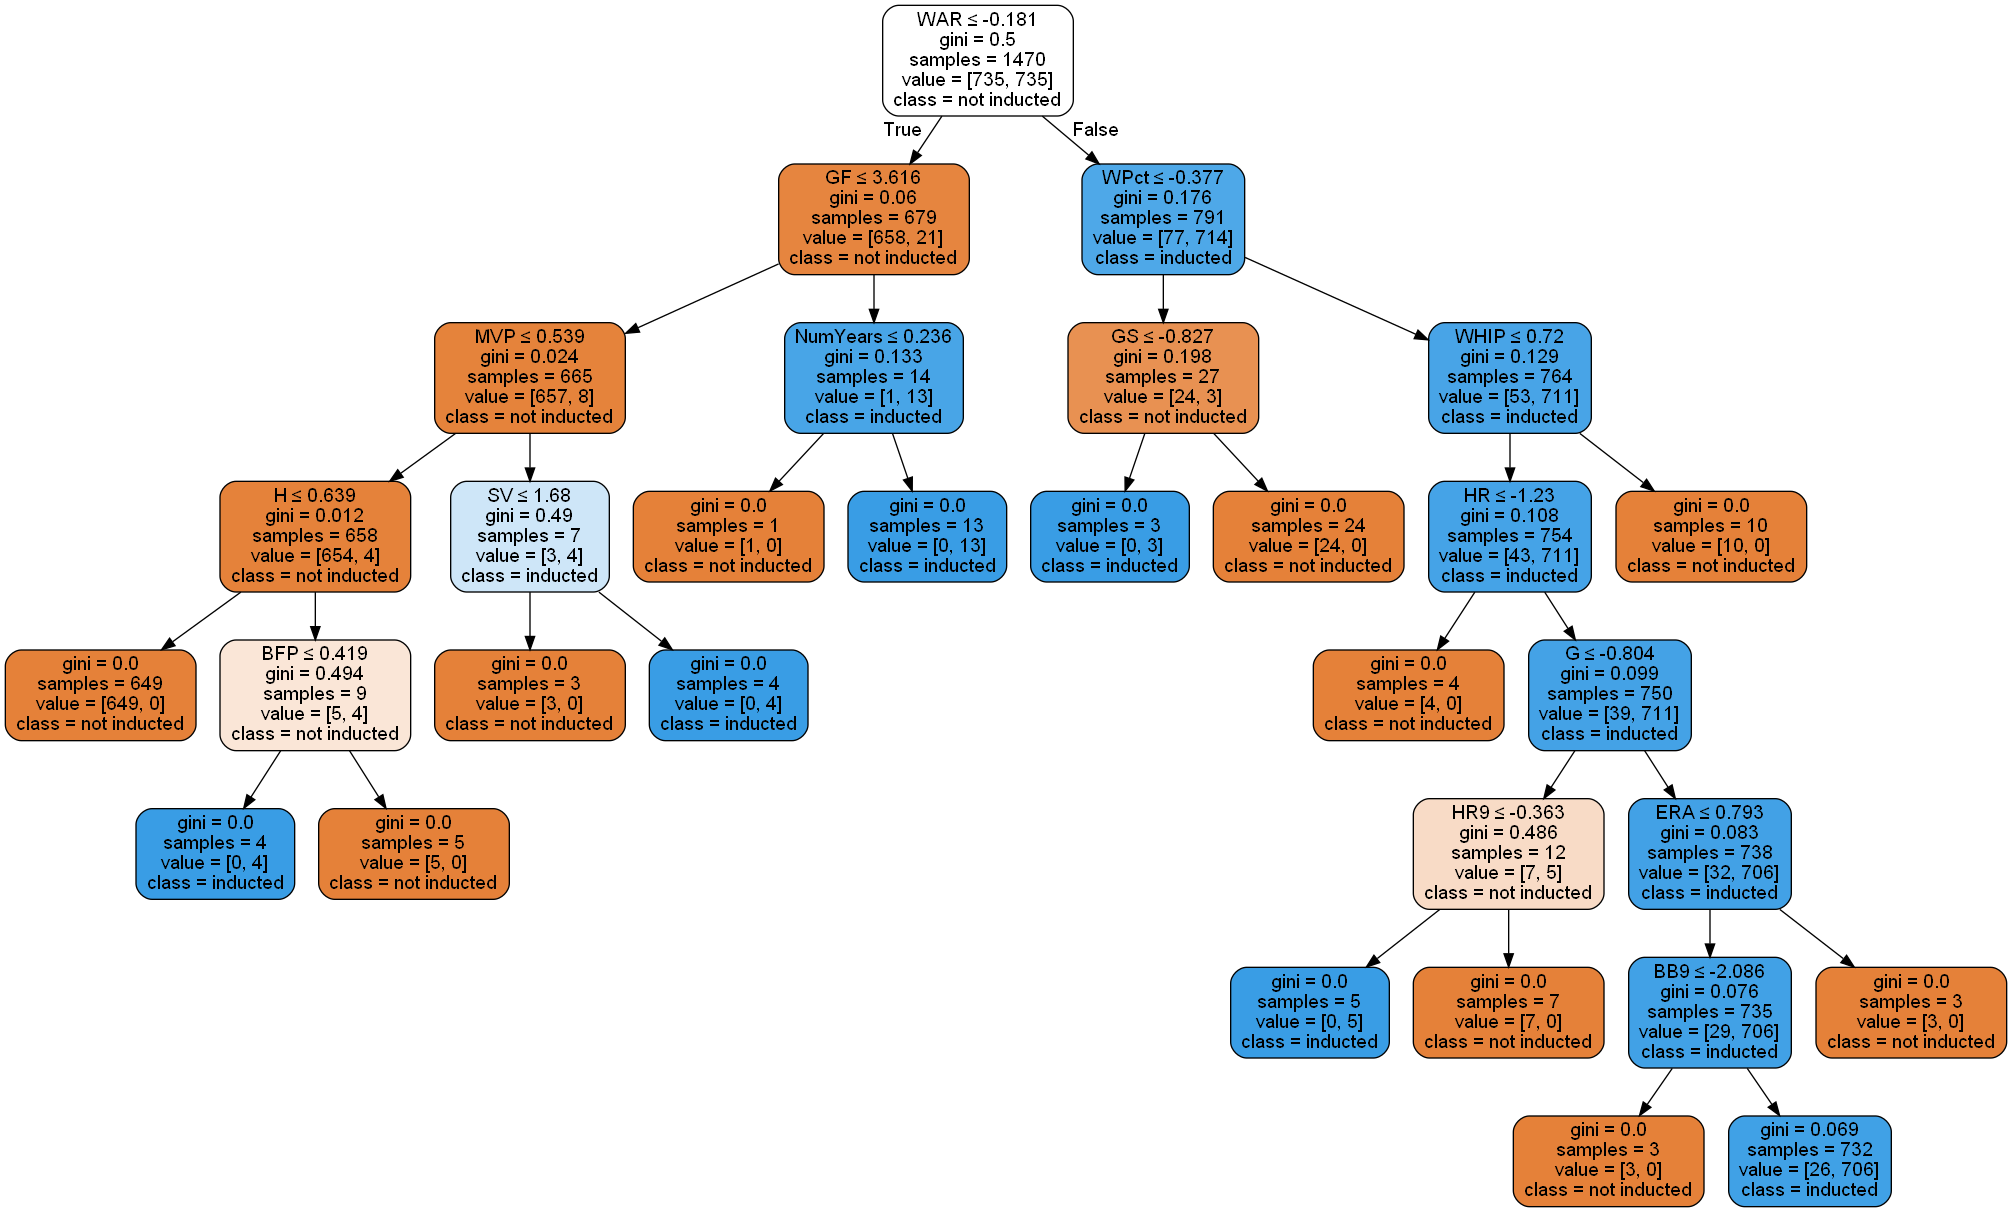 WAR ≤ -0.181
gini = 0.5
samples = 1470
value = [735, 735]
class = not inducted
True
False
GF ≤ 3.616
gini = 0.06
samples = 679
value = [658, 21]
class = not inducted
WPct ≤ -0.377
gini = 0.176
samples = 791
value = [77, 714]
class = inducted
MVP ≤ 0.539
gini = 0.024
samples = 665
value = [657, 8]
class = not inducted
NumYears ≤ 0.236
gini = 0.133
samples = 14
value = [1, 13]
class = inducted
GS ≤ -0.827
gini = 0.198
samples = 27
value = [24, 3]
class = not inducted
WHIP ≤ 0.72
gini = 0.129
samples = 764
value = [53, 711]
class = inducted
H ≤ 0.639
gini = 0.012
samples = 658
value = [654, 4]
class = not inducted
SV ≤ 1.68
gini = 0.49
samples = 7
value = [3, 4]
class = inducted
gini = 0.0
samples = 1
value = [1, 0]
class = not inducted
gini = 0.0
samples = 13
value = [0, 13]
class = inducted
gini = 0.0
samples = 3
value = [0, 3]
class = inducted
gini = 0.0
samples = 24
value = [24, 0]
class = not inducted
HR ≤ -1.23
gini = 0.108
samples = 754
value = [43, 711]
class = inducted
gini = 0.0
samples = 10
value = [10, 0]
class = not inducted
gini = 0.0
samples = 649
value = [649, 0]
class = not inducted
BFP ≤ 0.419
gini = 0.494
samples = 9
value = [5, 4]
class = not inducted
gini = 0.0
samples = 3
value = [3, 0]
class = not inducted
gini = 0.0
samples = 4
value = [0, 4]
class = inducted
gini = 0.0
samples = 4
value = [4, 0]
class = not inducted
G ≤ -0.804
gini = 0.099
samples = 750
value = [39, 711]
class = inducted
gini = 0.0
samples = 4
value = [0, 4]
class = inducted
gini = 0.0
samples = 5
value = [5, 0]
class = not inducted
HR9 ≤ -0.363
gini = 0.486
samples = 12
value = [7, 5]
class = not inducted
ERA ≤ 0.793
gini = 0.083
samples = 738
value = [32, 706]
class = inducted
gini = 0.0
samples = 5
value = [0, 5]
class = inducted
gini = 0.0
samples = 7
value = [7, 0]
class = not inducted
BB9 ≤ -2.086
gini = 0.076
samples = 735
value = [29, 706]
class = inducted
gini = 0.0
samples = 3
value = [3, 0]
class = not inducted
gini = 0.0
samples = 3
value = [3, 0]
class = not inducted
gini = 0.069
samples = 732
value = [26, 706]
class = inducted